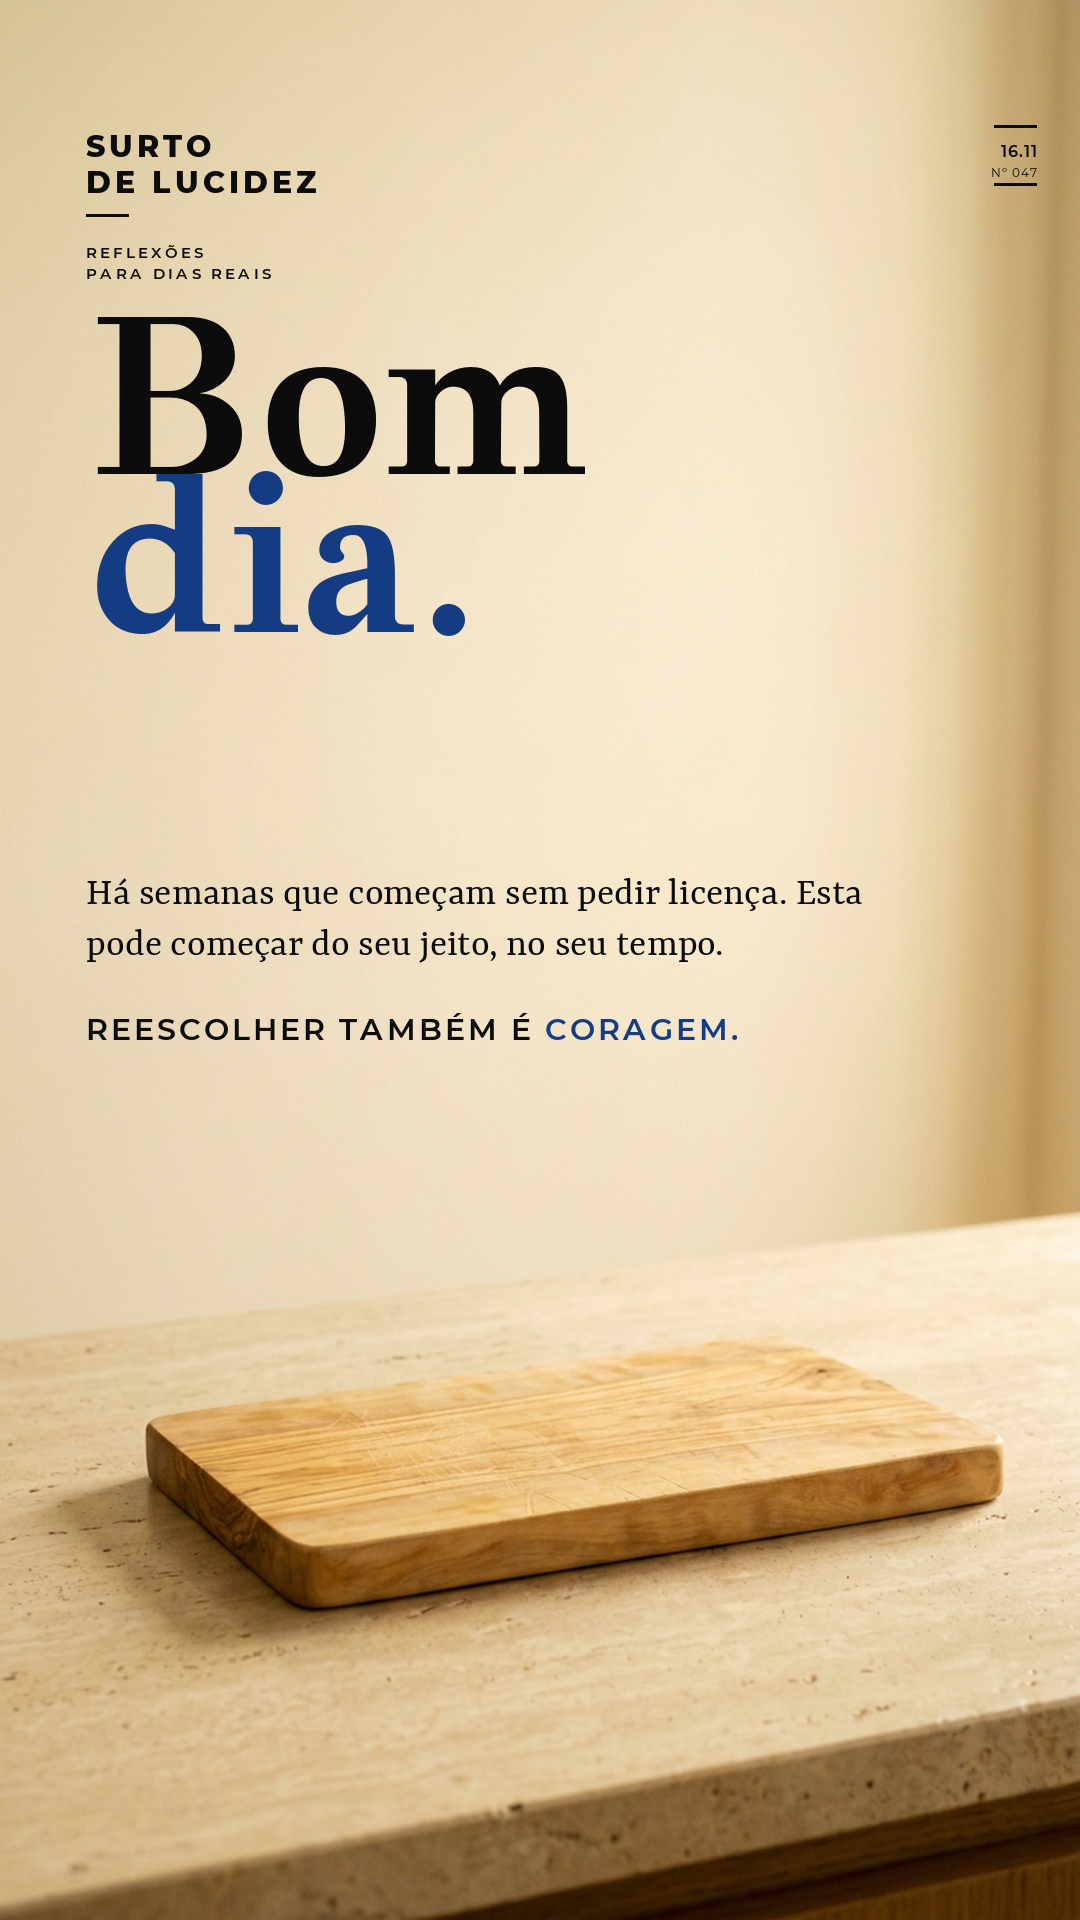 SURTO
DE LUCIDEZ
16.11
Nº 047
REFLEXÕES
PARA DIAS REAIS
Bom
dia.
Há semanas que começam sem pedir licença. Esta
pode começar do seu jeito, no seu tempo.
REESCOLHER TAMBÉM É CORAGEM.